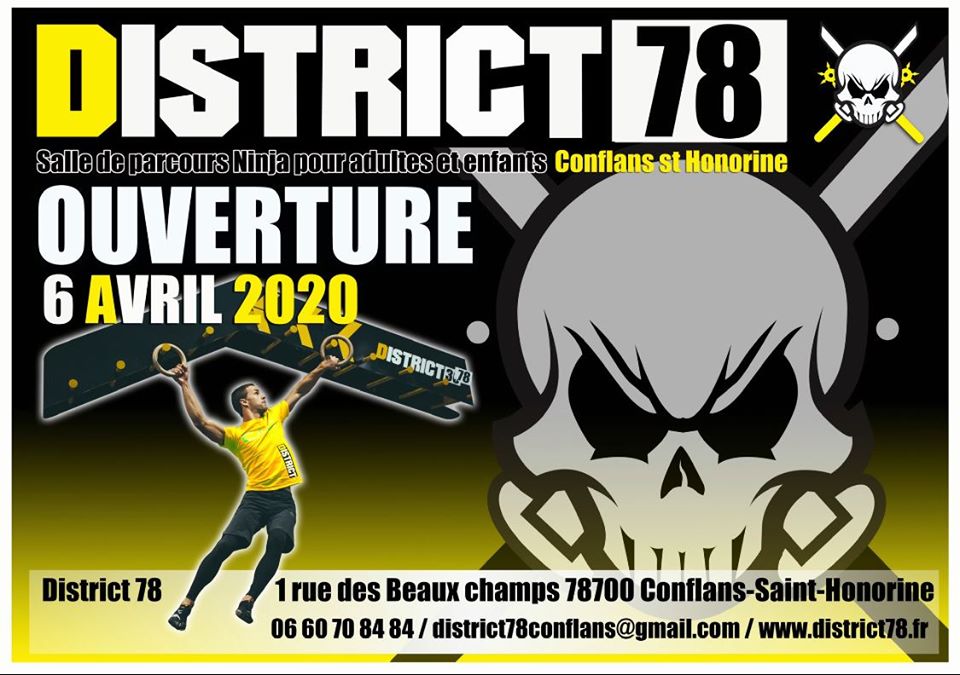 DISTRICT 78
Salle de parcours Ninja pour adultes et enfants Conflans st Honorine
OUVERTURE
6 AVRIL 2020
DISTRICT
DISTRICT
District 78
1 rue des Beaux champs 78700 Conflans-Saint-Honorine
06 60 70 84 84 / district78conflans@gmail.com / www.district78.fr